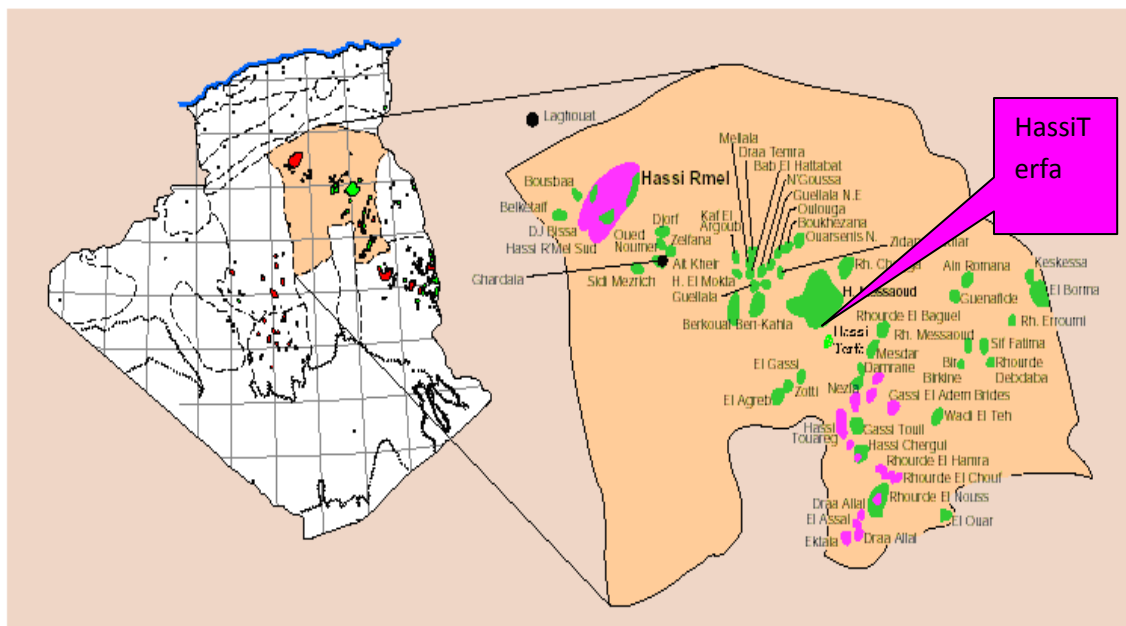 HassiT
erfa
Laghouat
Mellala
Draa Temra
Bab El Hattabat
N'Goussa
Guellala N.E
Oulouga
Boukhezana
Ouarsenis N.
Bousbaa
Hassi Rmel
Belketaif
Djorf
Kaf El
Argoub
DJ Bissa
Oued
Noumer
Zelfana
Hassi R'Mel Sud
Ait Kheir
Ghardaia
Sidi Mezrich
H. El Mokta
Guellala
Rh. Chegga
H. Messaoud
Ain Romana
Keskessa
El Borma
Guenafide
Berkoual Ben-Kahla
Rhourde El Baguel
Rh. Messaoud
Rh. Erroumi
Hassi
Terfa
Mesdar
Sif Fatima
El Gassi
Damrane
Bir
Birkine
Rhourde
Debdaba
Zotti
Nezla
El Agreb
Gassi El Adem Brides
Wadi El Teh
Hassi
Touareg
Gassi Touil
Hassi Chergui
Rhourde El Hamra
Rhourde El Chouf
Draa Allal
Rhourde El Nouss
El Assal
El Ouar
Ektala
Draa Allal